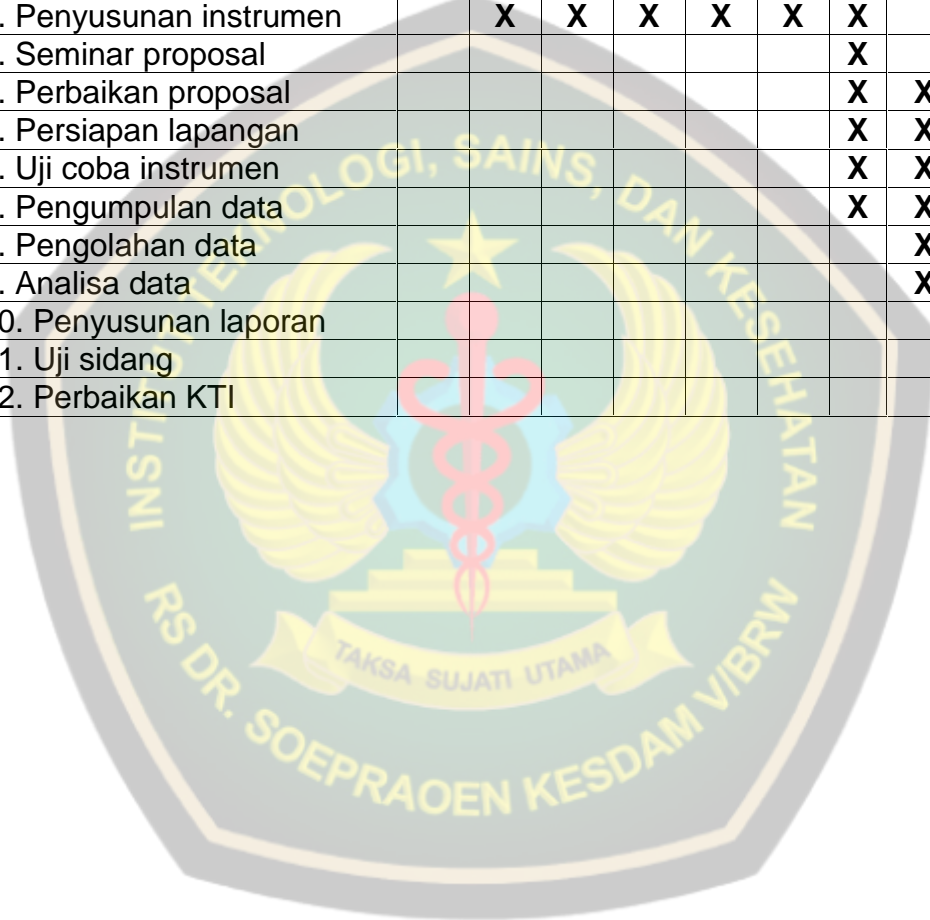 . Penyusunan instrumen X X X X X X
. Seminar proposal X
. Perbaikan proposal X X
. Persiapan lapangan X X
. Uji coba instrumen X X
. Pengumpulan data X X
. Pengolahan data X
. Analisa data X
0. Penyusunan laporan
1. Uji sidang
2. Perbaikan KTI
INSTITUT TEKNOLOGI, SAINS, DAN KESEHATAN
TAKSA SUJATI UTAMA
RS DR. SOEPRAOEN KESDAM V/BRW